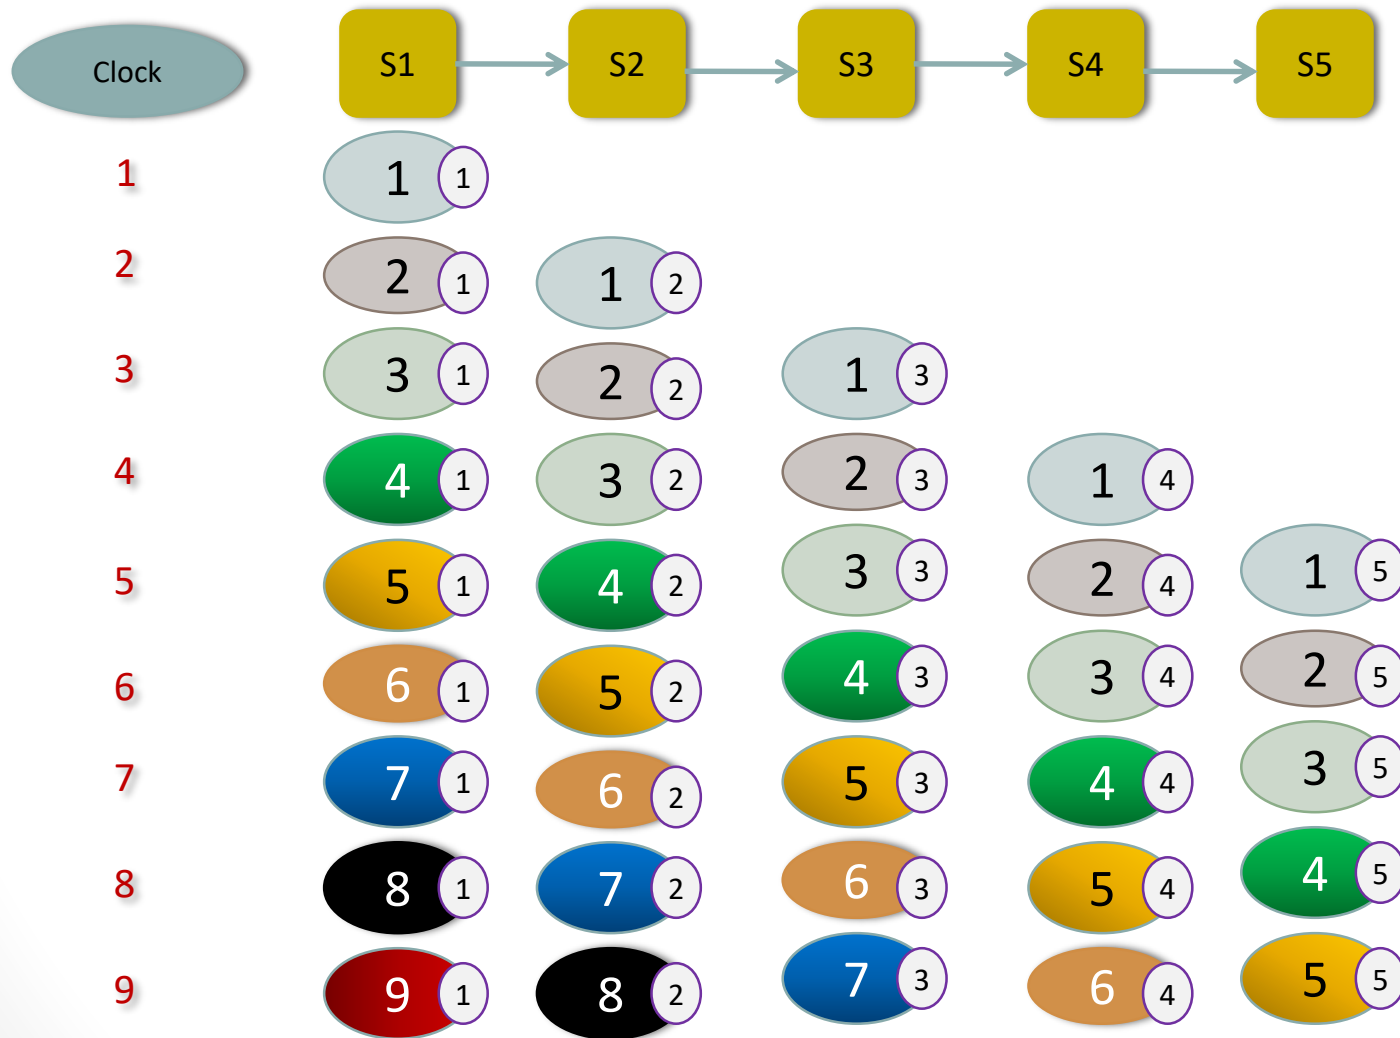 Clock S1 S2 S3 S4 S5
1 1 1
2 2 1 1 2
3 3 1 2 2 1 3
4 4 1 3 2 2 3 1 4
5 5 1 4 2 3 3 2 4 1 5
6 6 1 5 2 4 3 3 4 2 5
7 7 1 6 2 5 3 4 4 3 5
8 8 1 7 2 6 3 5 4 4 5
9 9 1 8 2 7 3 6 4 5 5